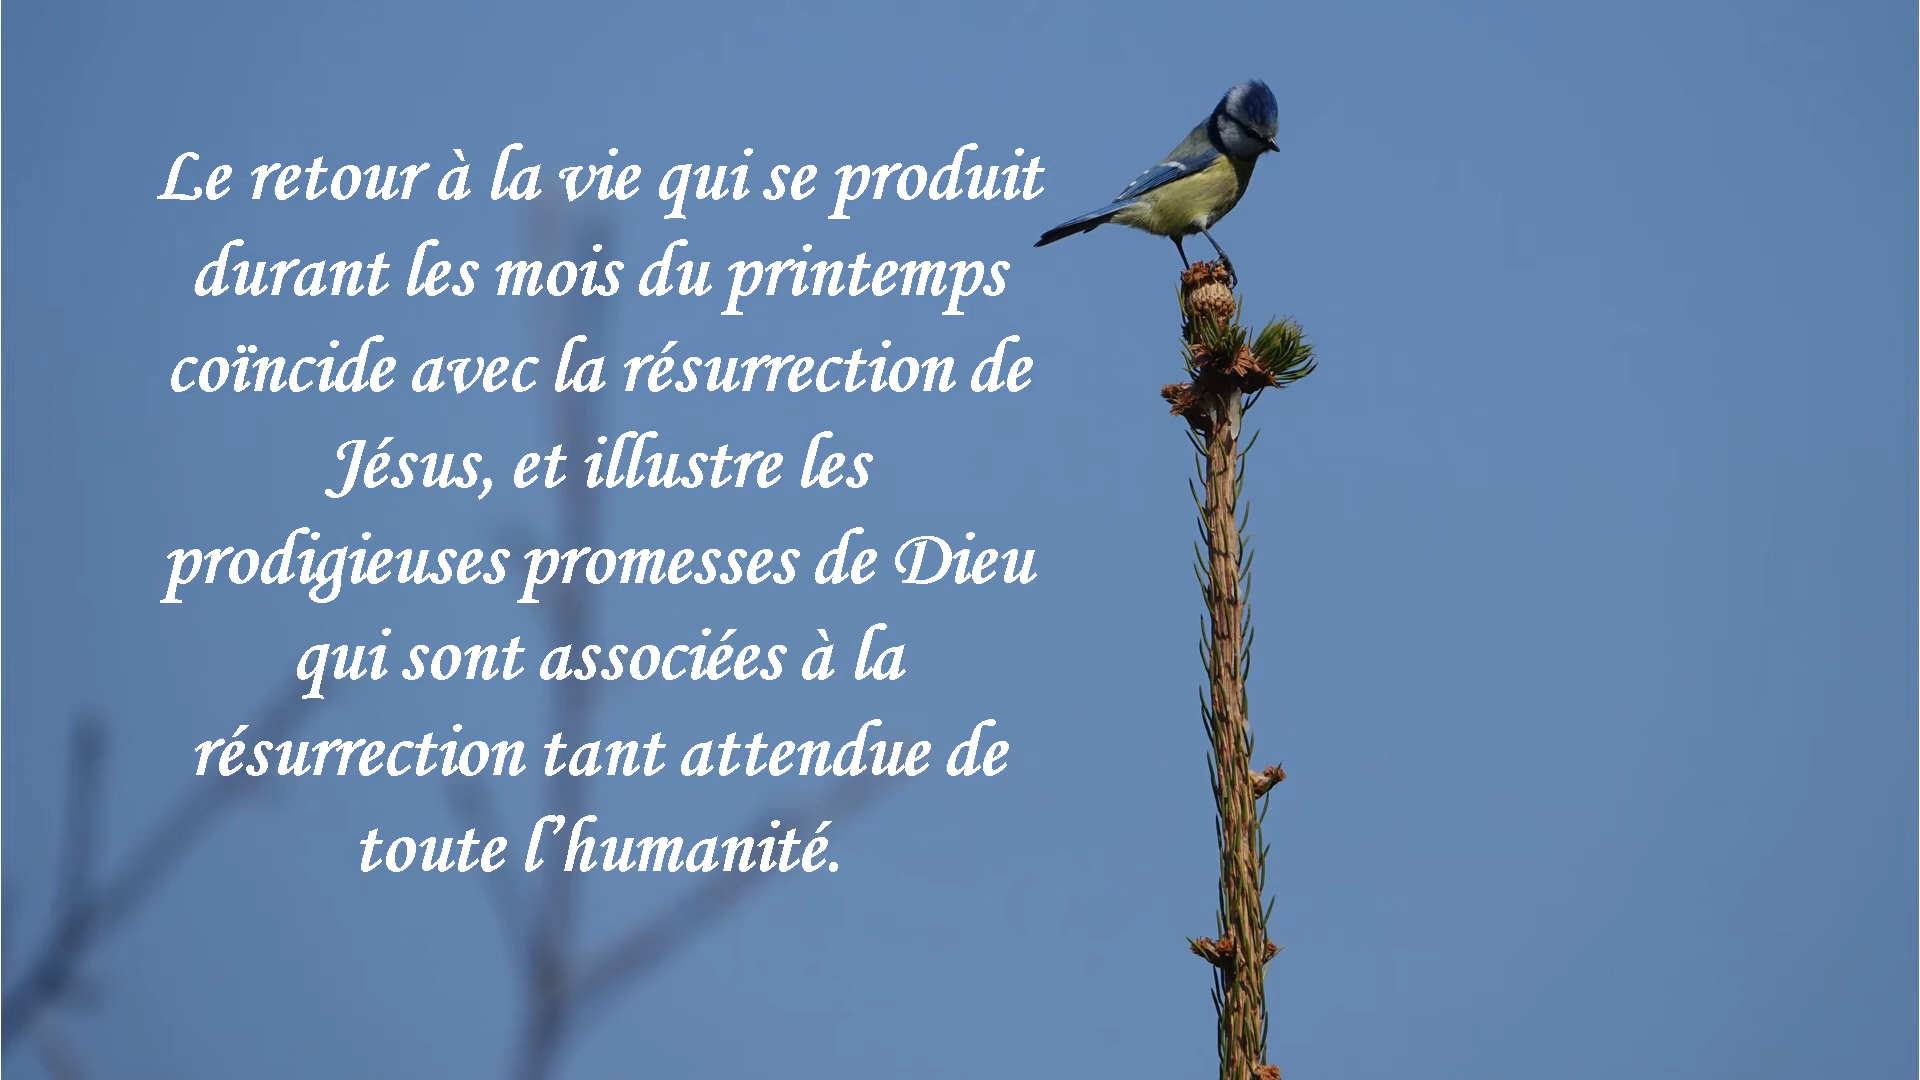 Le retour à la vie qui se produit
durant les mois du printemps
coïncide avec la résurrection de
Jésus, et illustre les
prodigieuses promesses de Dieu
qui sont associées à la
résurrection tant attendue de
toute l’humanité.